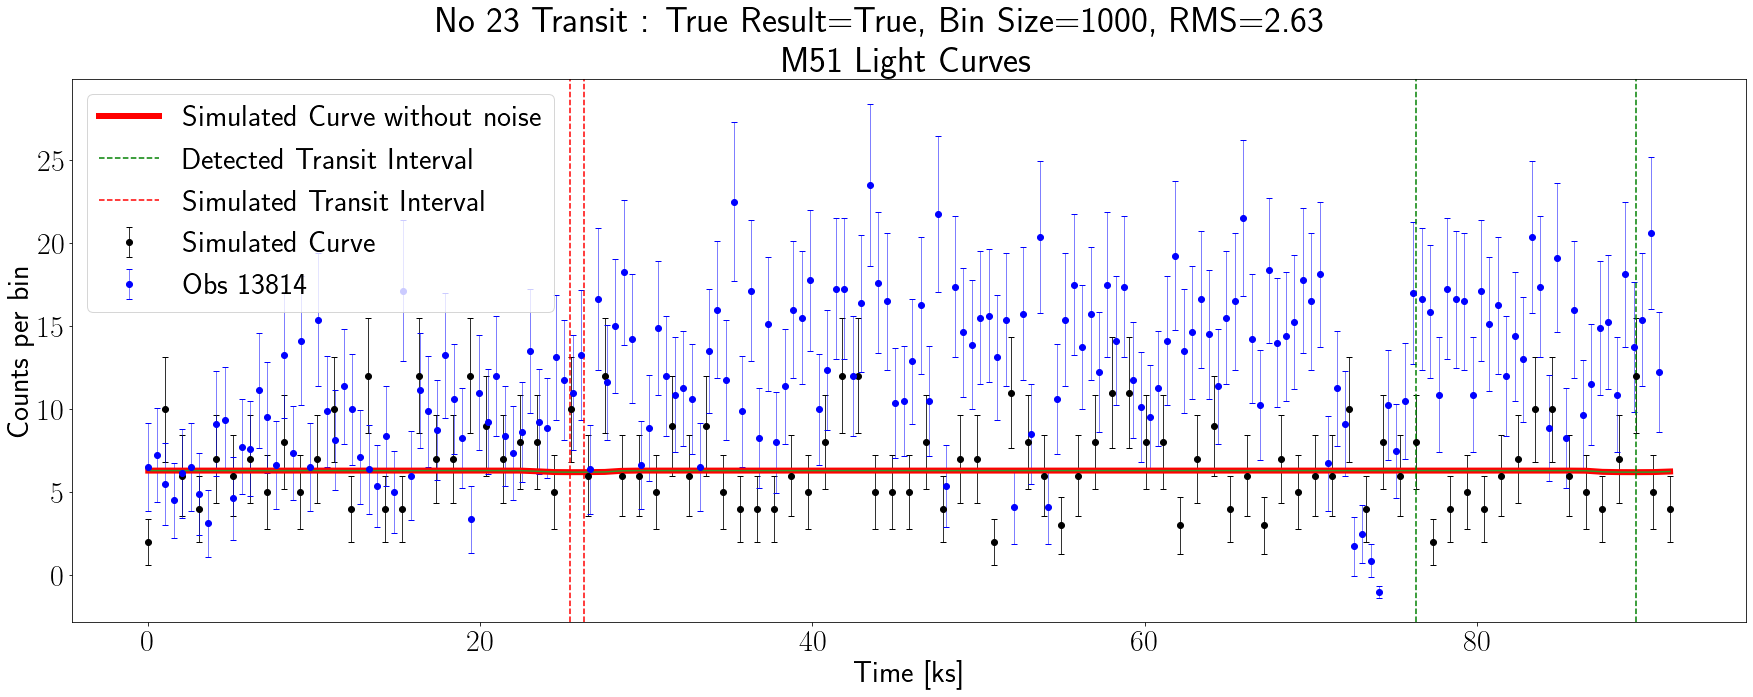 No 23 Transit : True Result=True, Bin Size=1000, RMS=2.63
M51 Light Curves
Simulated Curve without noise
Detected Transit Interval
Simulated Transit Interval
Simulated Curve
Obs 13814
Counts per bin
25
20
15
10
5
0
0 20 40 60 80
Time [ks]